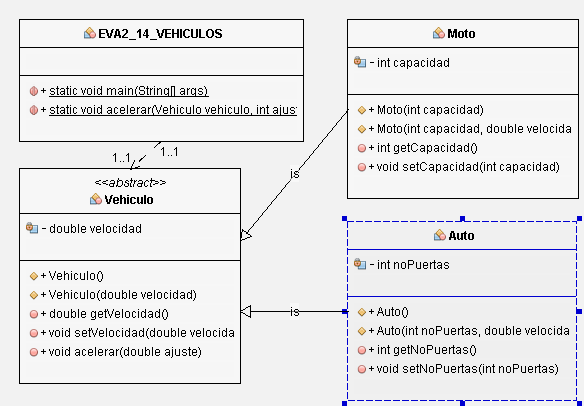 EVA2_14_VEHICULOS
+ static void main(String[] args)
+ static void acelerar(Vehiculo vehiculo, int ajust
1..1
1..1
<<abstract>>
Vehiculo
- double velocidad
+ Vehiculo()
+ Vehiculo(double velocidad)
+ double getVelocidad()
+ void setVelocidad(double velocida
+ void acelerar(double ajuste)
is
is
Moto
- int capacidad
+ Moto(int capacidad)
+ Moto(int capacidad, double velocida
+ int getCapacidad()
+ void setCapacidad(int capacidad)
Auto
- int noPuertas
+ Auto()
+ Auto(int noPuertas, double velocida
+ int getNoPuertas()
+ void setNoPuertas(int noPuertas)